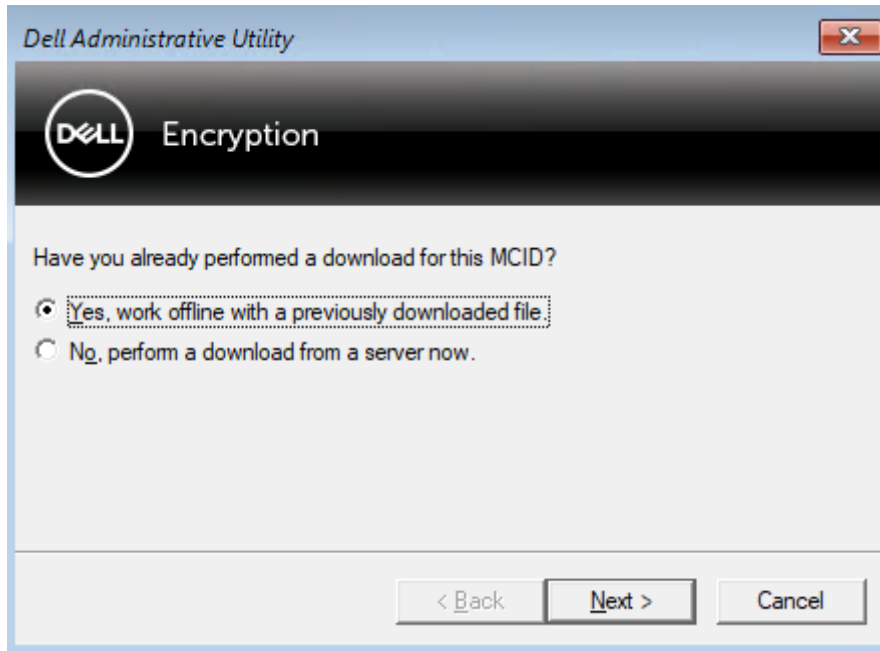 Dell Administrative Utility
DELL Encryption
Have you already performed a download for this MCID?
Yes, work offline with a previously downloaded file.
No, perform a download from a server now.
< Back Next > Cancel